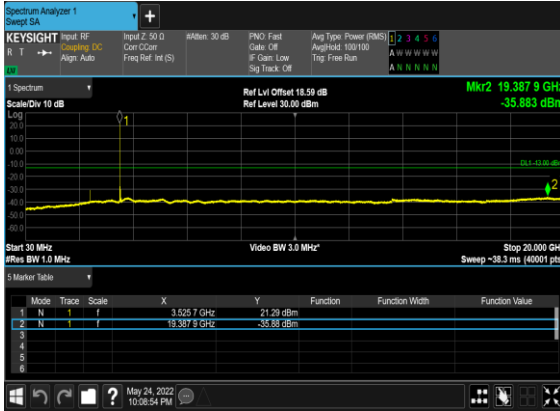 Spectrum Analyzer 1
Swept SA
+
KEYSIGHT Input: RF Input Z: 50 Ω #Atten: 30 dB PNO: Fast Avg Type: Power (RMS) 1 2 3 4 5 6
R T Coupling: DC Corr CCorr Gate: Off Avg|Hold: 100/100 A W W W W W
Align: Auto Freq Ref: Int (S) IF Gain: Low Trig: Free Run
Sig Track: Off A N N N N N
1 Spectrum Ref Lvl Offset 18.59 dB Mkr2 19.387 9 GHz
Scale/Div 10 dB Ref Level 30.00 dBm -35.883 dBm
Log
1
20.0
10.0
0.00
-10.0
DL1 -13.00 dBm
-20.0
2
-30.0
-40.0
-50.0
-60.0
Start 30 MHz Video BW 3.0 MHz* Stop 20.000 GHz
#Res BW 1.0 MHz Sweep ~38.3 ms (40001 pts)
5 Marker Table
Mode Trace Scale X Y Function Function Width Function Value
1 N 1 f 3.525 7 GHz 21.29 dBm
2 N 1 f 19.387 9 GHz -35.88 dBm
3
4
5
6
? May 24, 2022
10:08:54 PM